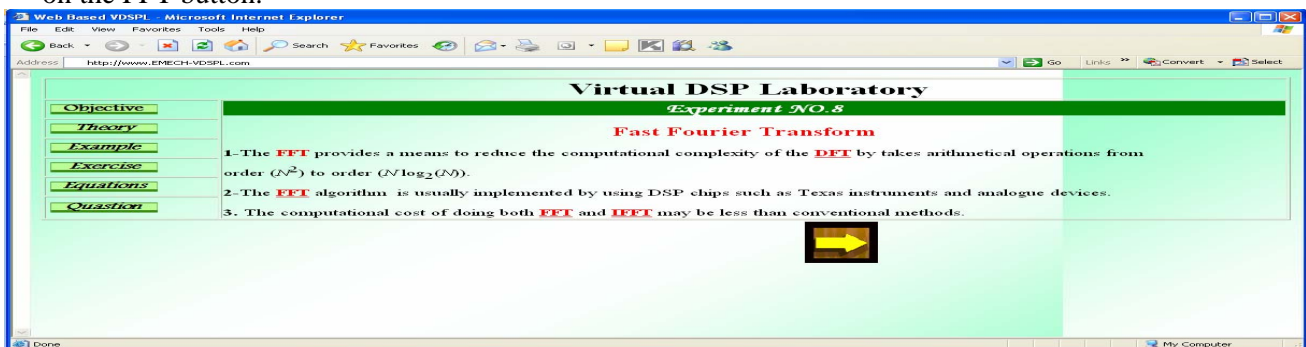 on the FFT button.
Web Based VDSPL - Microsoft Internet Explorer
File Edit View Favorites Tools Help
Back Search Favorites
Address http://www.EMECH-VDSPL.com Go Links » Convert Select
Virtual DSP Laboratory
Objective
Theory
Example
Exercise
Equations
Quastion
Experiment NO.8
Fast Fourier Transform
1-The FFT provides a means to reduce the computational complexity of the DFT by takes arithmetical operations from
order (N²) to order (N log₂(N)).
2-The FFT algorithm is usually implemented by using DSP chips such as Texas instruments and analogue devices.
3. The computational cost of doing both FFT and IFFT may be less than conventional methods.
Done My Computer